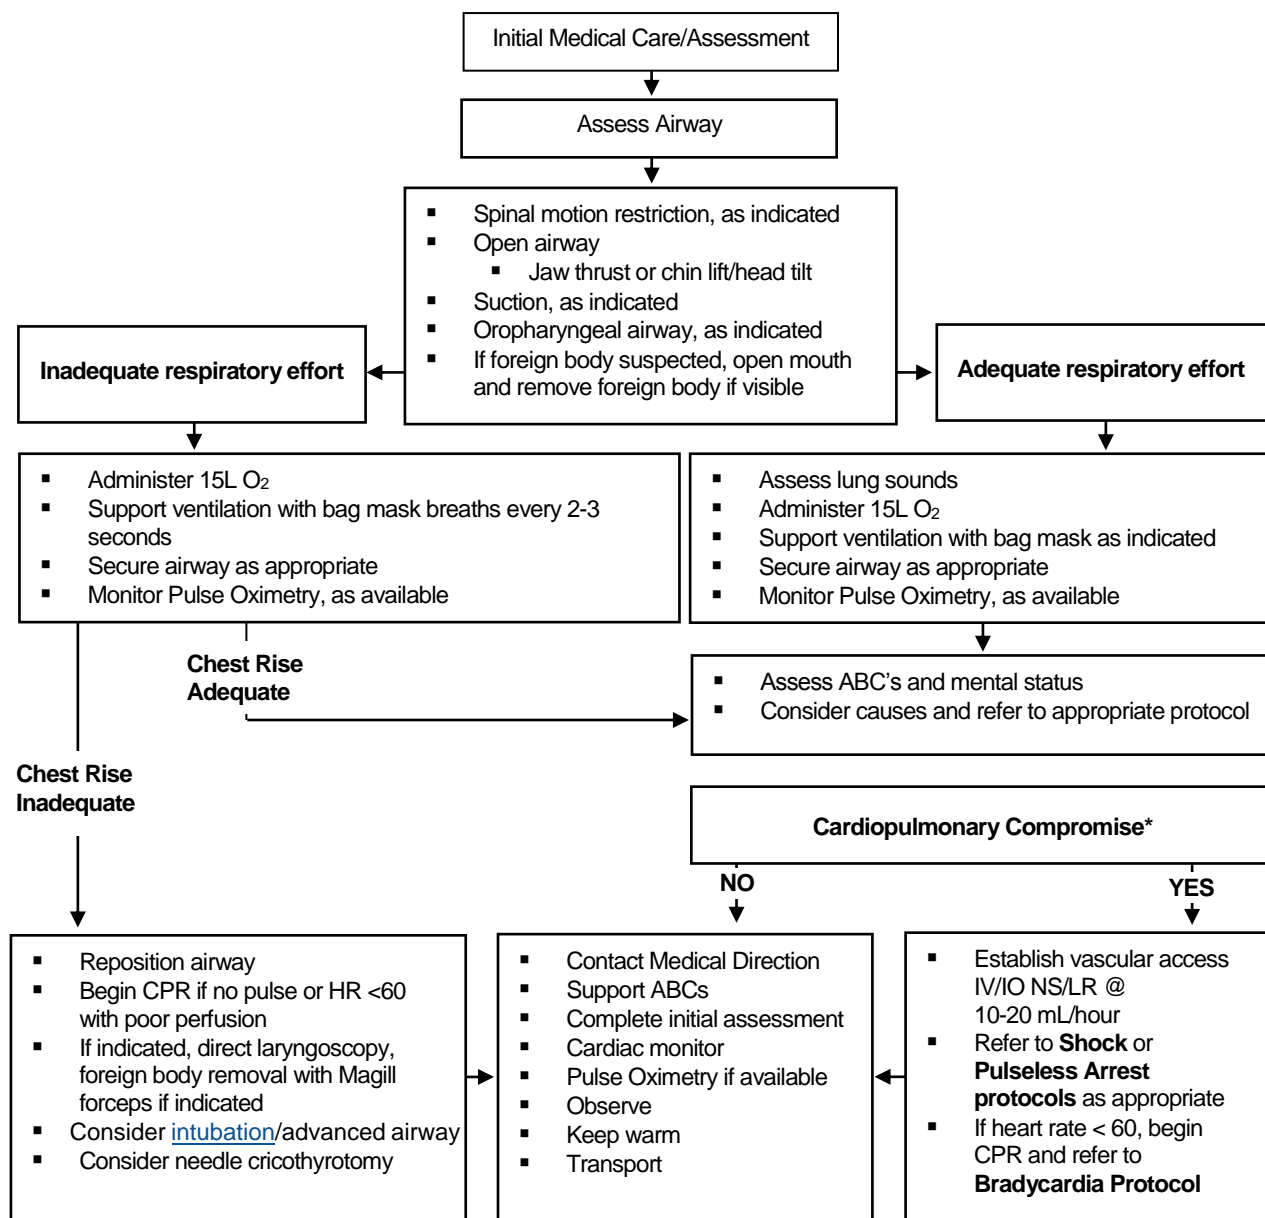 Initial Medical Care/Assessment
Assess Airway
▪ Spinal motion restriction, as indicated
▪ Open airway
▪ Jaw thrust or chin lift/head tilt
▪ Suction, as indicated
▪ Oropharyngeal airway, as indicated
▪ If foreign body suspected, open mouth
and remove foreign body if visible
Inadequate respiratory effort
Adequate respiratory effort
▪ Administer 15L O₂
▪ Support ventilation with bag mask breaths every 2-3
seconds
▪ Secure airway as appropriate
▪ Monitor Pulse Oximetry, as available
▪ Assess lung sounds
▪ Administer 15L O₂
▪ Support ventilation with bag mask as indicated
▪ Secure airway as appropriate
▪ Monitor Pulse Oximetry, as available
Chest Rise
Adequate
▪ Assess ABC's and mental status
▪ Consider causes and refer to appropriate protocol
Chest Rise
Inadequate
Cardiopulmonary Compromise*
NO
YES
▪ Reposition airway
▪ Begin CPR if no pulse or HR <60
with poor perfusion
▪ If indicated, direct laryngoscopy,
foreign body removal with Magill
forceps if indicated
▪ Consider intubation/advanced airway
▪ Consider needle cricothyrotomy
▪ Contact Medical Direction
▪ Support ABCs
▪ Complete initial assessment
▪ Cardiac monitor
▪ Pulse Oximetry if available
▪ Observe
▪ Keep warm
▪ Transport
▪ Establish vascular access
IV/IO NS/LR @
10-20 mL/hour
▪ Refer to Shock or
Pulseless Arrest
protocols as appropriate
▪ If heart rate < 60, begin
CPR and refer to
Bradycardia Protocol